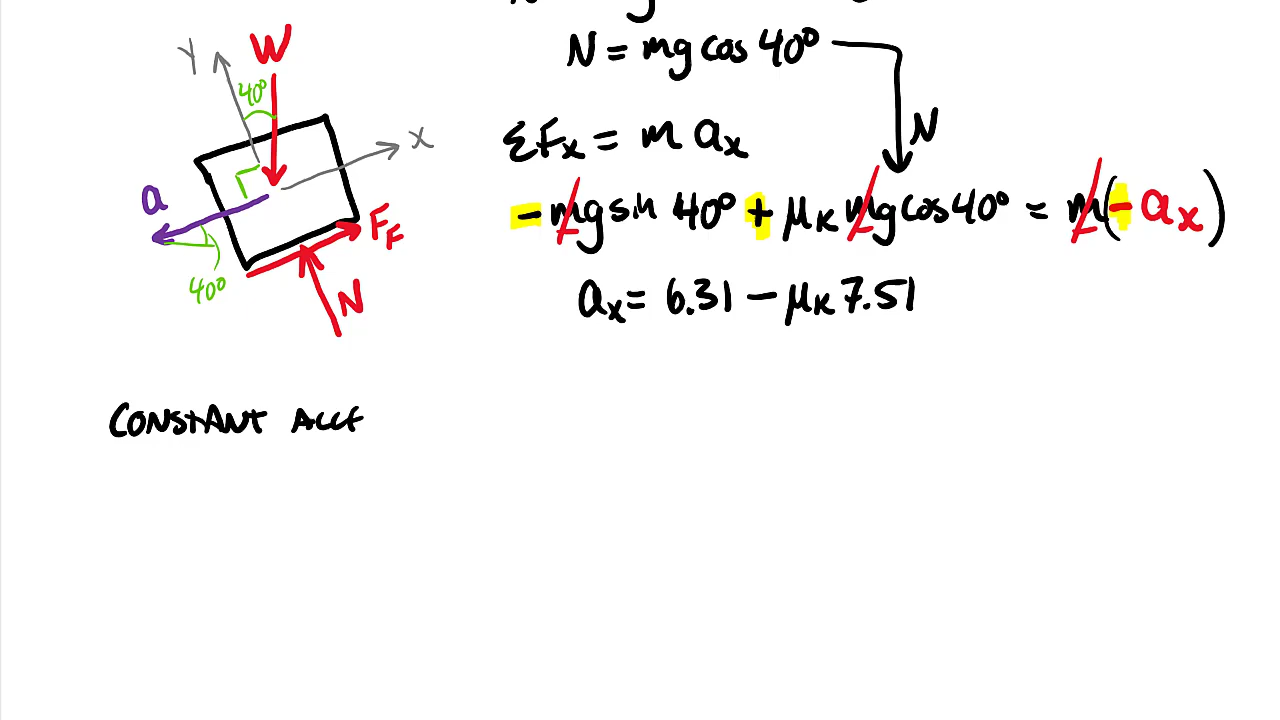 N = mg cos 40°
ΣFx = m ax
N
-mg sin 40° + μK mg cos 40° = m(-ax)
ax = 6.31 - μK 7.51
Y
W
40°
X
a
FF
40°
N
CONSTANT ACCE